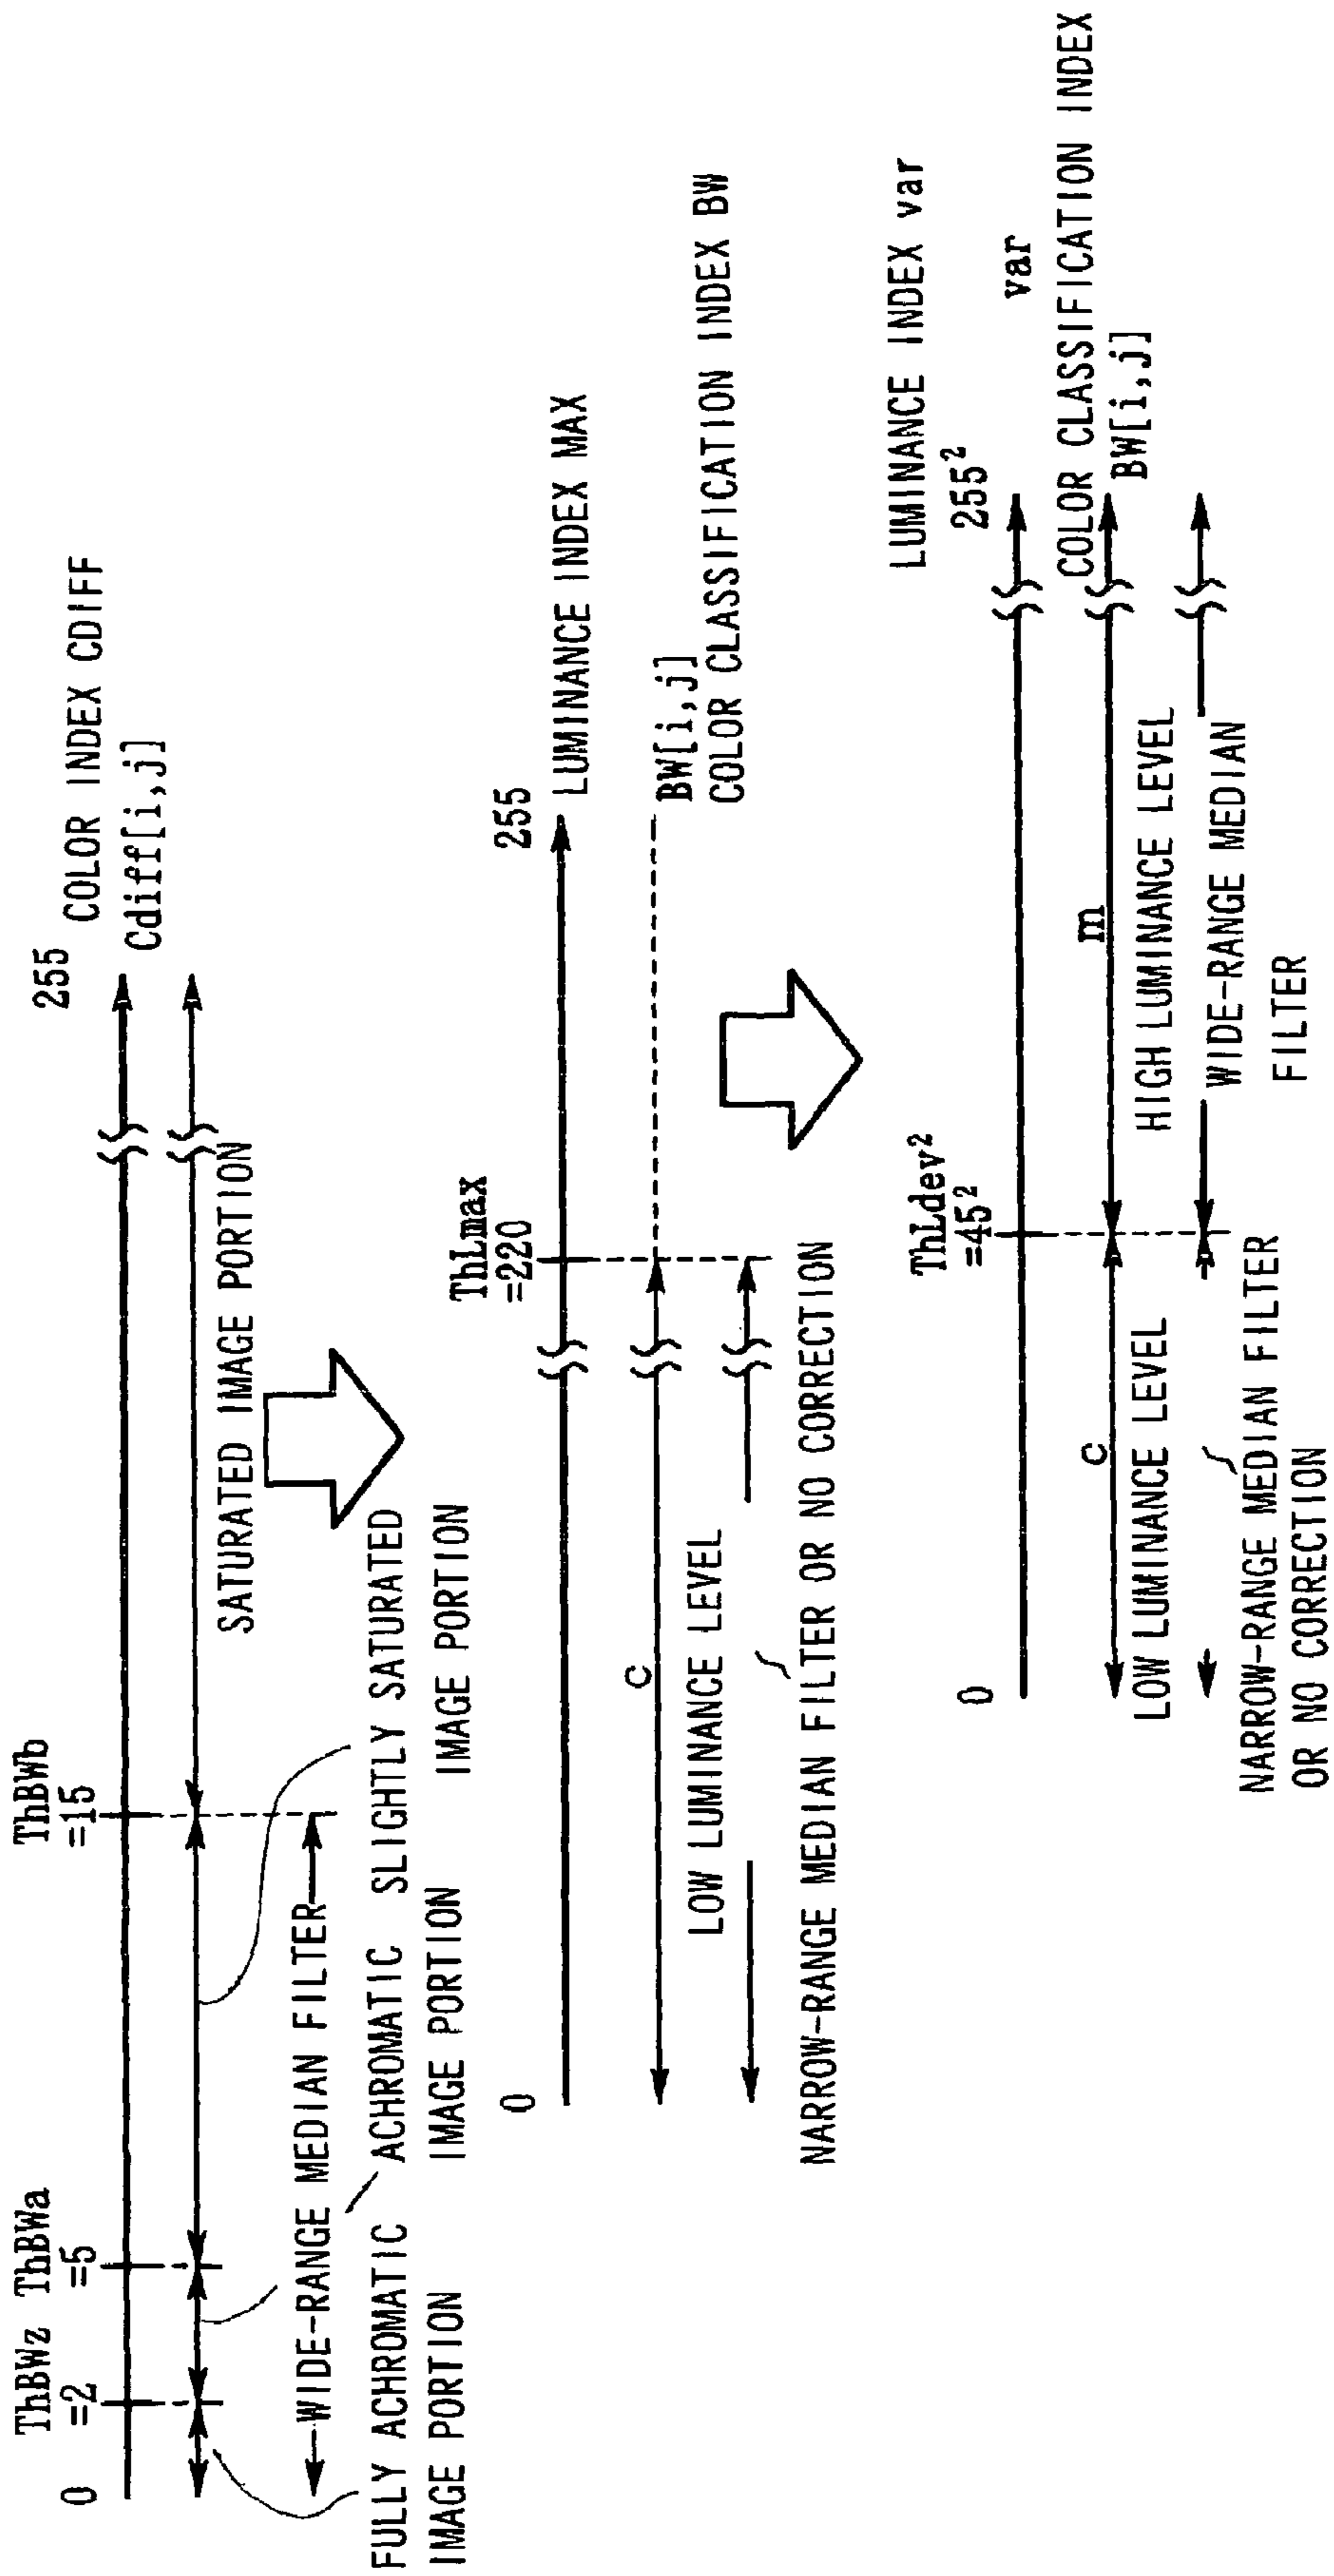 ThBWz ThBWa
ThBWb
0
=2
=5
=15
255
COLOR INDEX CDIFF
Cdiff[i,j]
SATURATED IMAGE PORTION
WIDE-RANGE MEDIAN FILTER
FULLY ACHROMATIC
IMAGE PORTION
ACHROMATIC
IMAGE PORTION
SLIGHTLY SATURATED
IMAGE PORTION
ThLmax
0
=220
255
LUMINANCE INDEX MAX
c
BW[i,j]
COLOR CLASSIFICATION INDEX BW
LOW LUMINANCE LEVEL
NARROW-RANGE MEDIAN FILTER OR NO CORRECTION
LUMINANCE INDEX var
ThLdev²
0
=45²
255²
var
COLOR CLASSIFICATION INDEX
c
m
BW[i,j]
LOW LUMINANCE LEVEL
HIGH LUMINANCE LEVEL
WIDE-RANGE MEDIAN
FILTER
NARROW-RANGE MEDIAN FILTER
OR NO CORRECTION